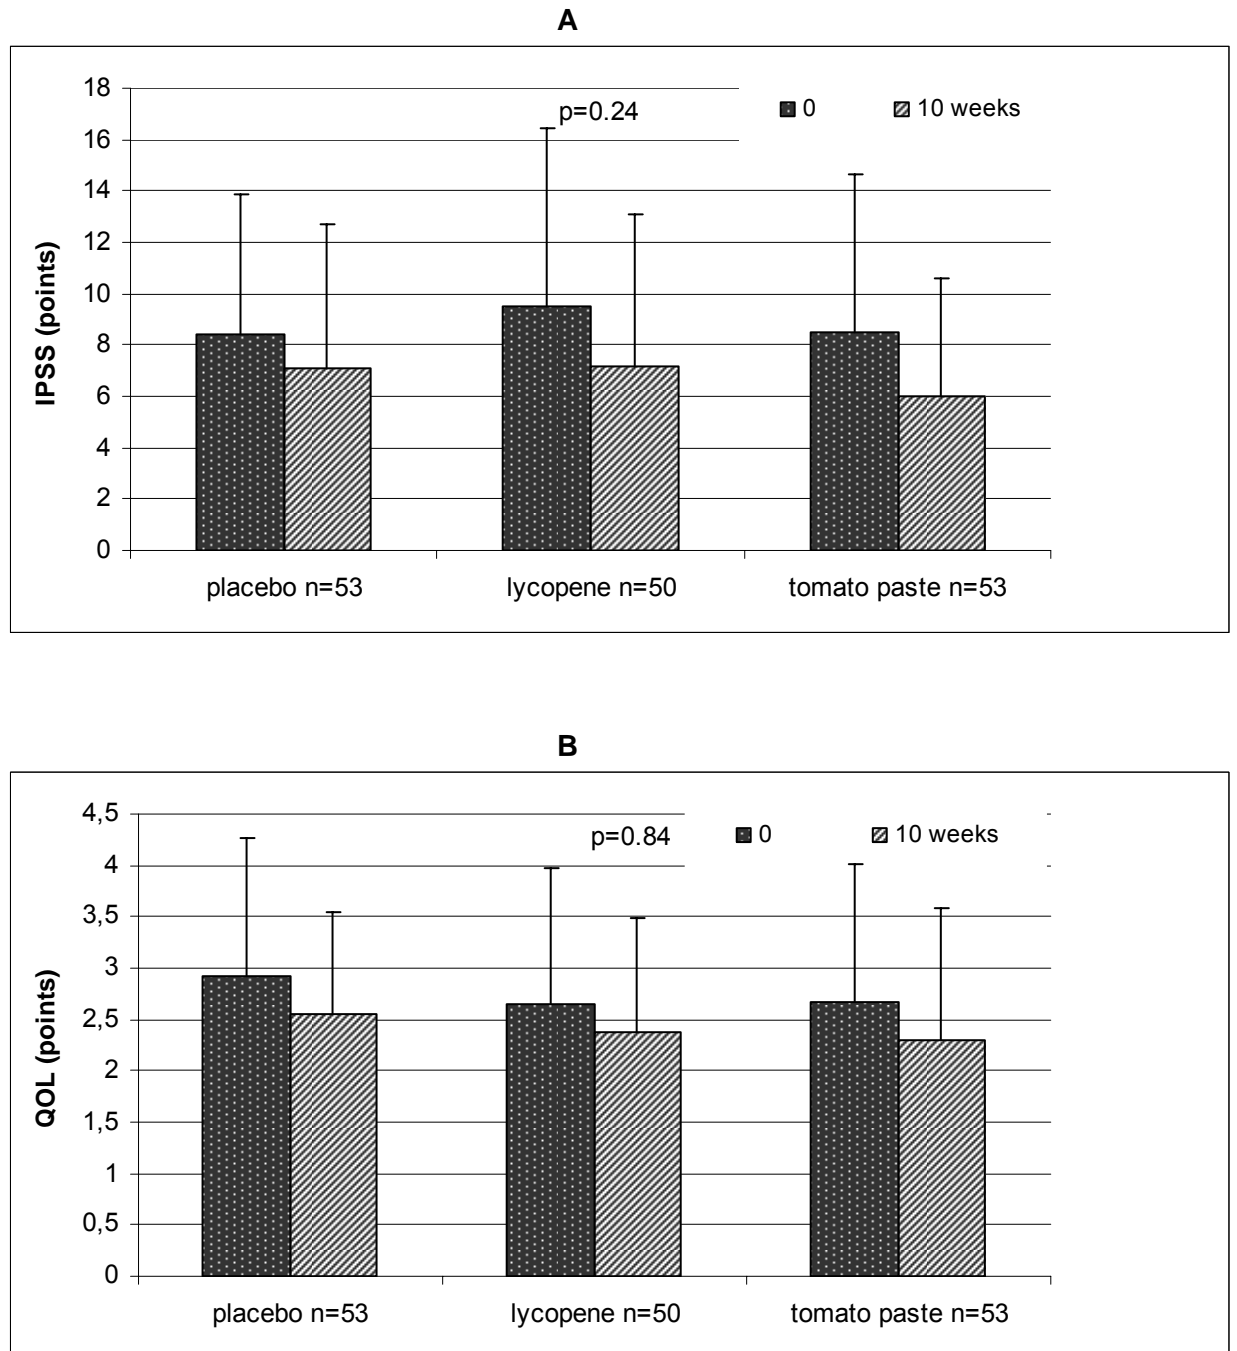 A
18
p=0.24
0
10 weeks
16
14
12
10
8
6
4
2
0
IPSS (points)
placebo n=53
lycopene n=50
tomato paste n=53
B
4,5
p=0.84
0
10 weeks
4
3,5
3
2,5
2
1,5
1
0,5
0
QOL (points)
placebo n=53
lycopene n=50
tomato paste n=53